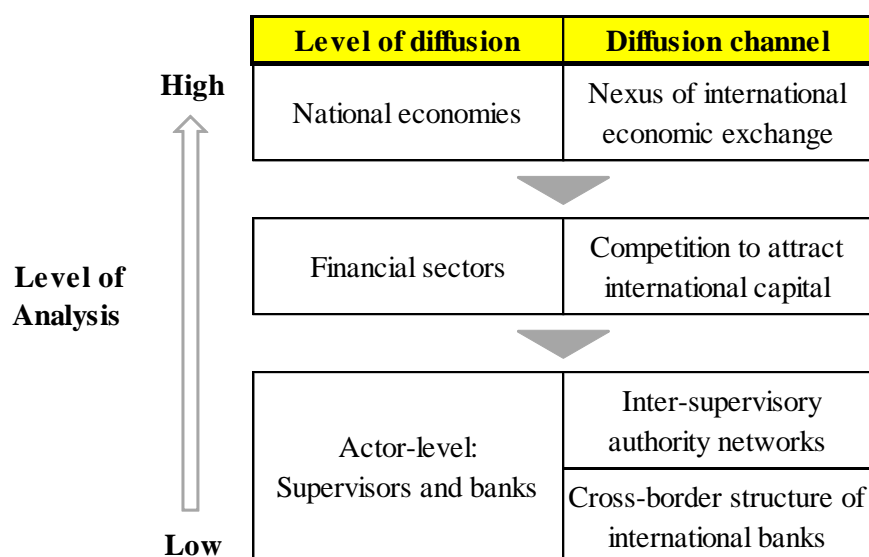 Level of diffusion
Diffusion channel
High
National economies
Nexus of international
economic exchange
Level of
Analysis
Financial sectors
Competition to attract
international capital
Actor-level:
Supervisors and banks
Inter-supervisory
authority networks
Cross-border structure of
international banks
Low